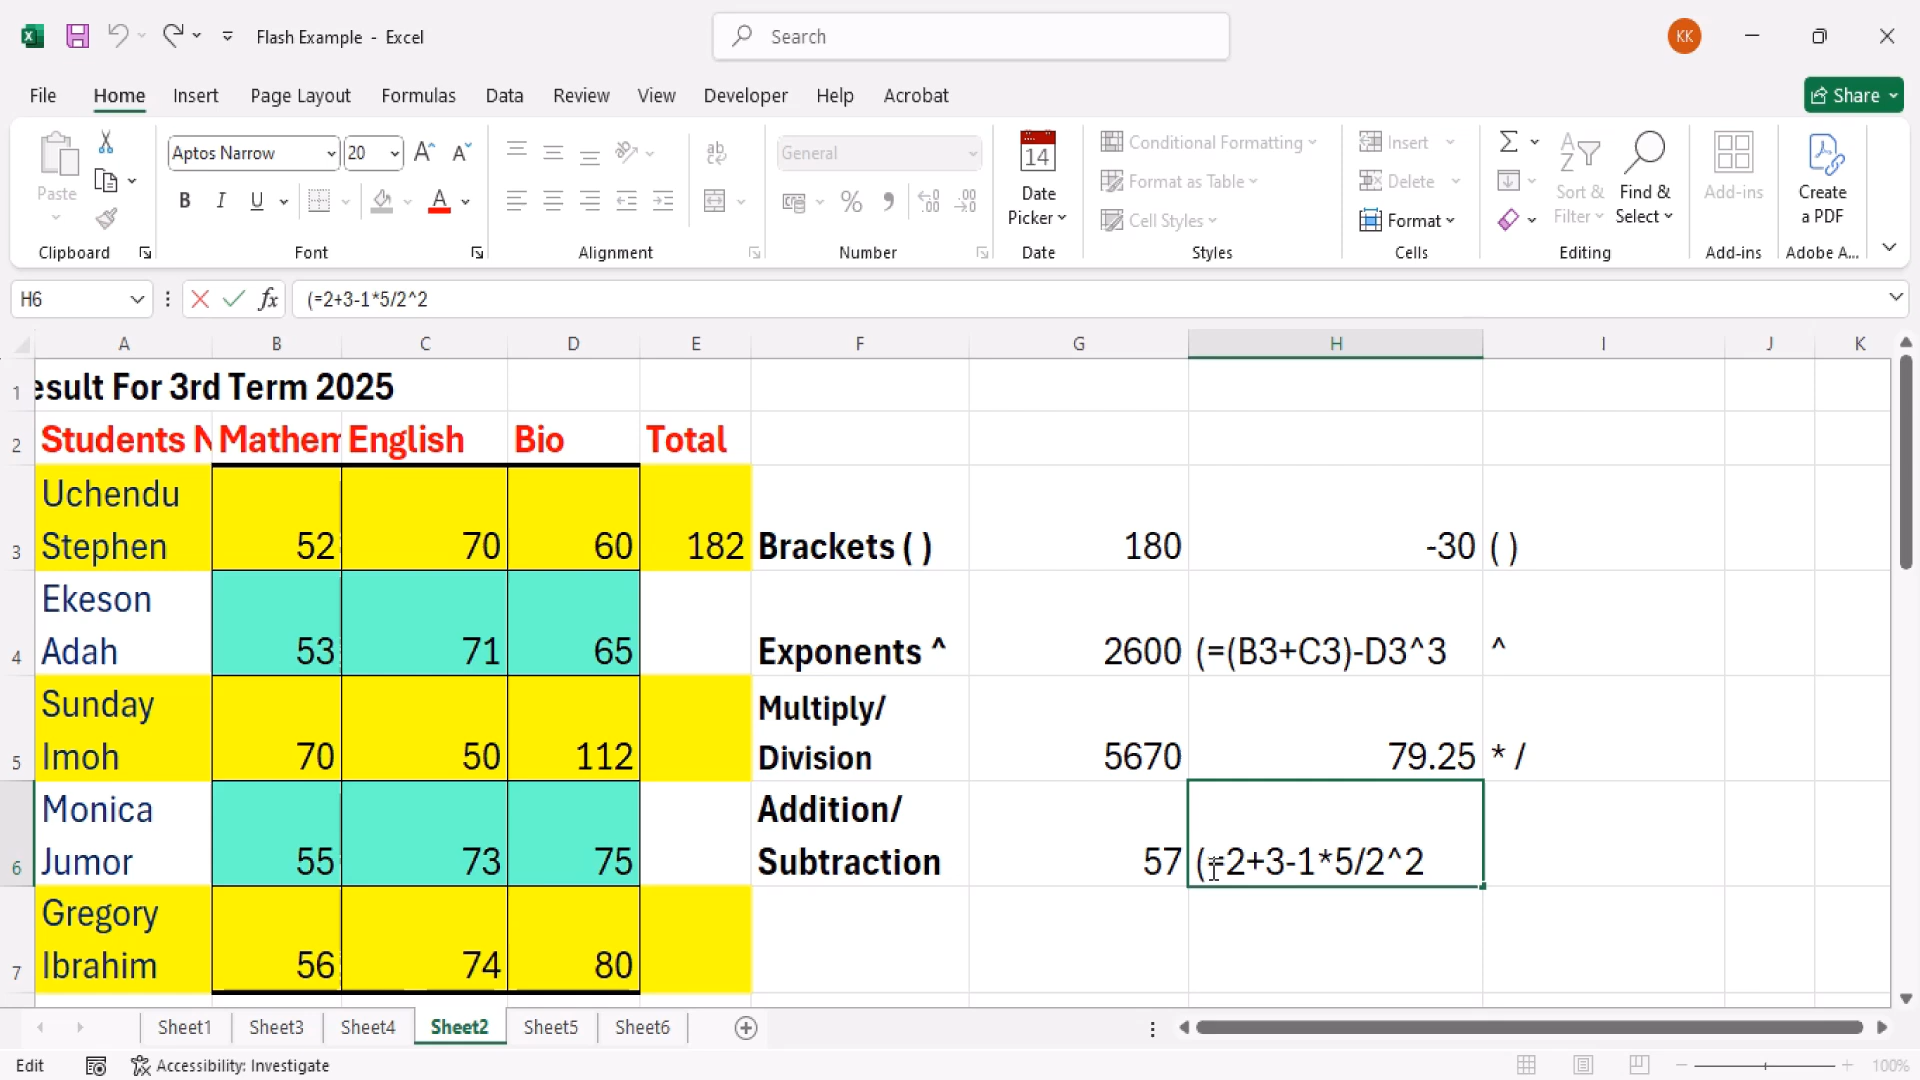 Flash Example - Excel
Search
KK
File Home Insert Page Layout Formulas Data Review View Developer Help Acrobat
Share
Paste
Clipboard
Aptos Narrow 20
B I U
Font
Alignment
General
Number
14
Date Picker
Date
Conditional Formatting
Format as Table
Cell Styles
Styles
Insert
Delete
Format
Cells
Sort & Filter
Find & Select
Editing
Add-ins
Add-ins
Create a PDF
Adobe A...
H6 fx (=2+3-1*5/2^2
A B C D E F G H I J K
1 esult For 3rd Term 2025
2 Students N Mathem English Bio Total
Uchendu
3 Stephen 52 70 60 182 Brackets ( ) 180 -30 ( )
Ekeson
4 Adah 53 71 65 Exponents ^ 2600 (=(B3+C3)-D3^3 ^
Sunday Multiply/
5 Imoh 70 50 112 Division 5670 79.25 * /
Monica Addition/
6 Jumor 55 73 75 Subtraction 57 (=2+3-1*5/2^2
Gregory
7 Ibrahim 56 74 80
Sheet1 Sheet3 Sheet4 Sheet2 Sheet5 Sheet6
Edit Accessibility: Investigate 100%